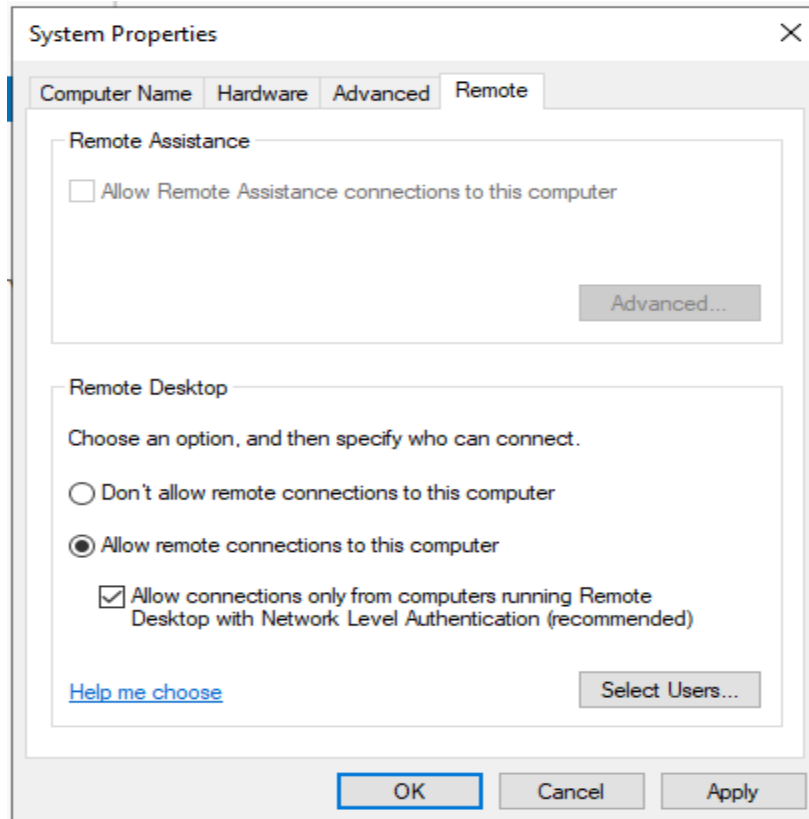 System Properties
Computer Name Hardware Advanced Remote
Remote Assistance
Allow Remote Assistance connections to this computer
Advanced...
Remote Desktop
Choose an option, and then specify who can connect.
Don't allow remote connections to this computer
Allow remote connections to this computer
Allow connections only from computers running Remote
Desktop with Network Level Authentication (recommended)
Help me choose Select Users...
OK Cancel Apply